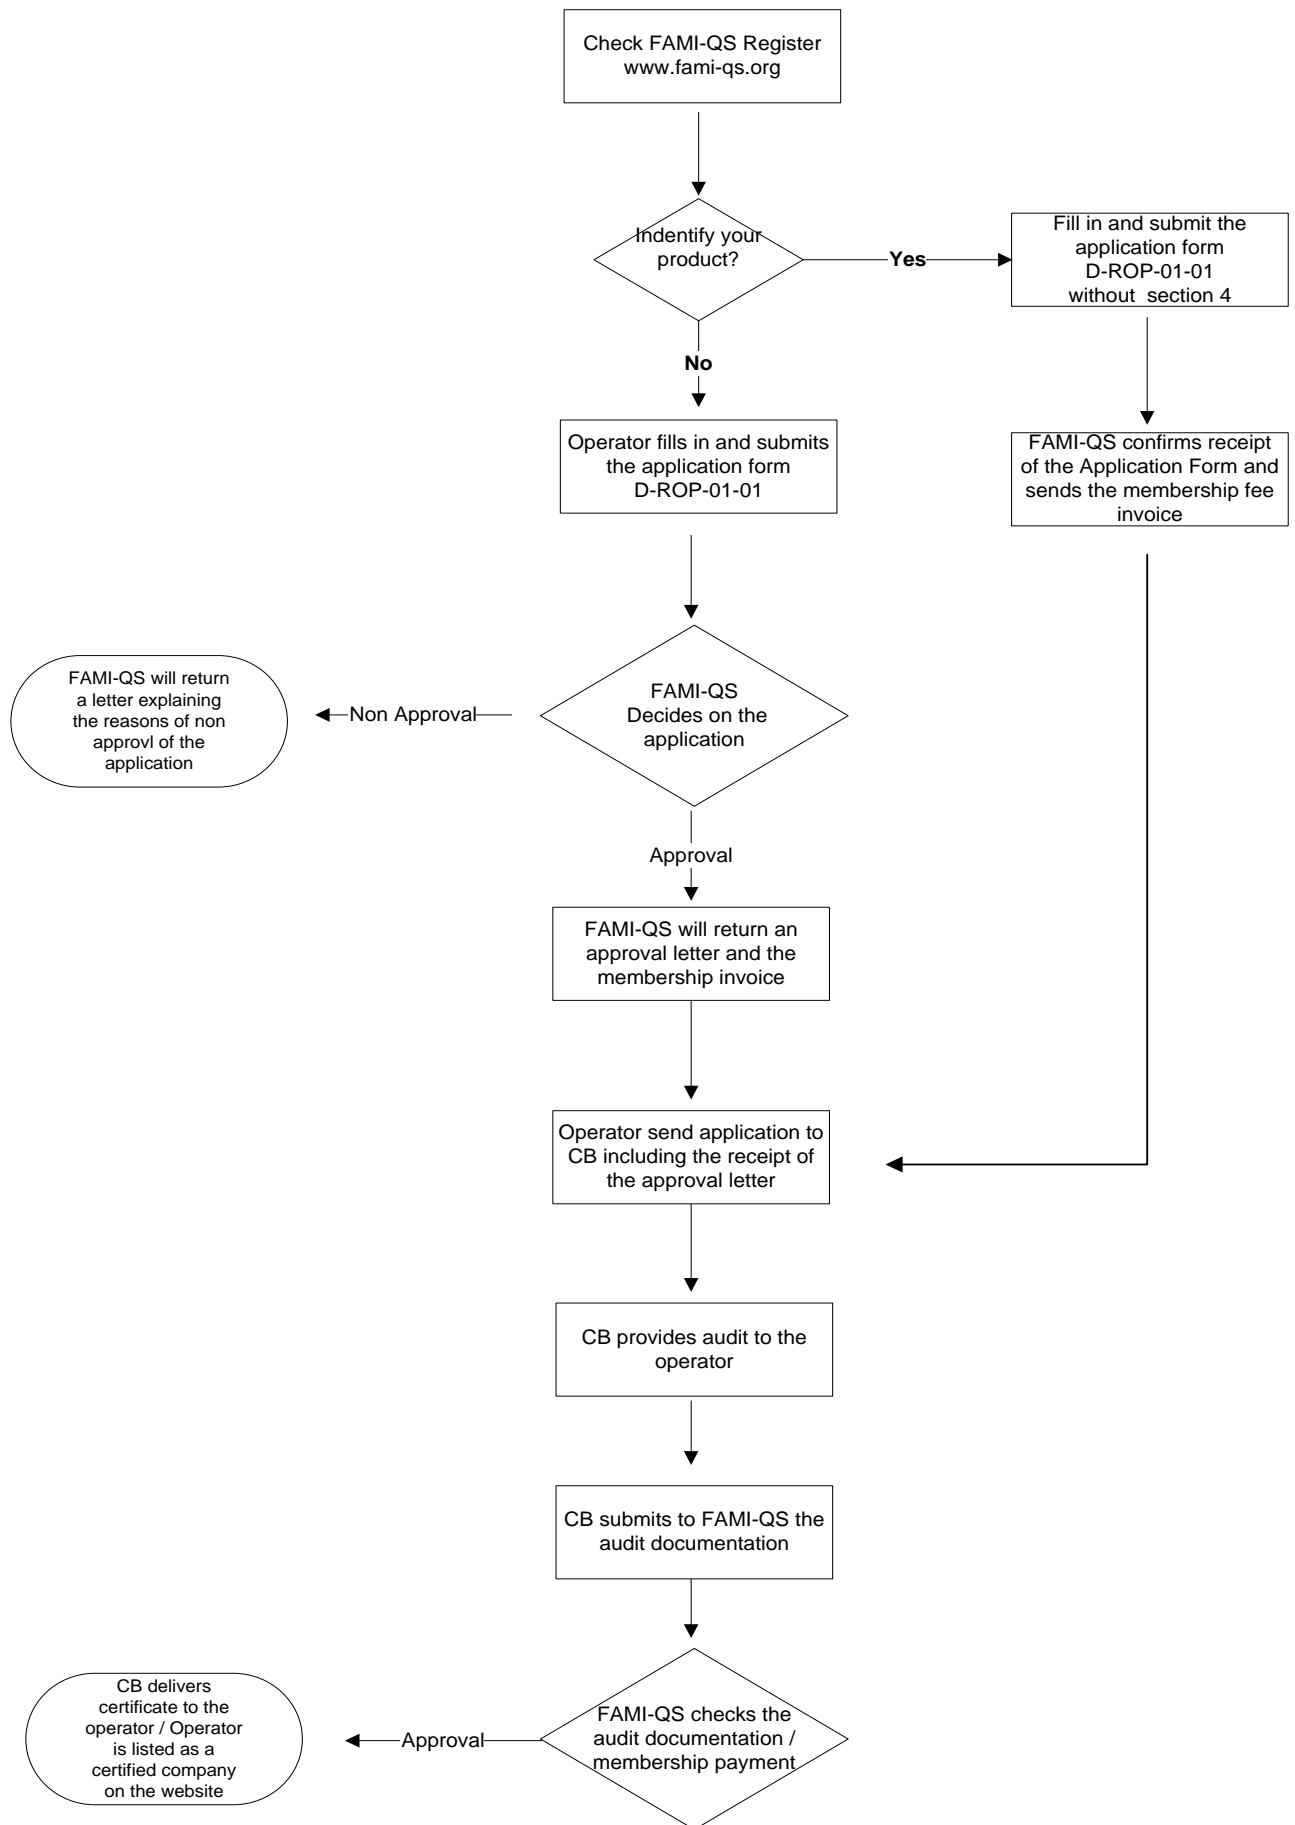 Check FAMI-QS Register
www.fami-qs.org
Indentify your
product?
Yes
Fill in and submit the
application form
D-ROP-01-01
without section 4
No
Operator fills in and submits
the application form
D-ROP-01-01
FAMI-QS confirms receipt
of the Application Form and
sends the membership fee
invoice
FAMI-QS will return
a letter explaining
the reasons of non
approvl of the
application
Non Approval
FAMI-QS
Decides on the
application
Approval
FAMI-QS will return an
approval letter and the
membership invoice
Operator send application to
CB including the receipt of
the approval letter
CB provides audit to the
operator
CB submits to FAMI-QS the
audit documentation
CB delivers
certificate to the
operator / Operator
is listed as a
certified company
on the website
Approval
FAMI-QS checks the
audit documentation /
membership payment